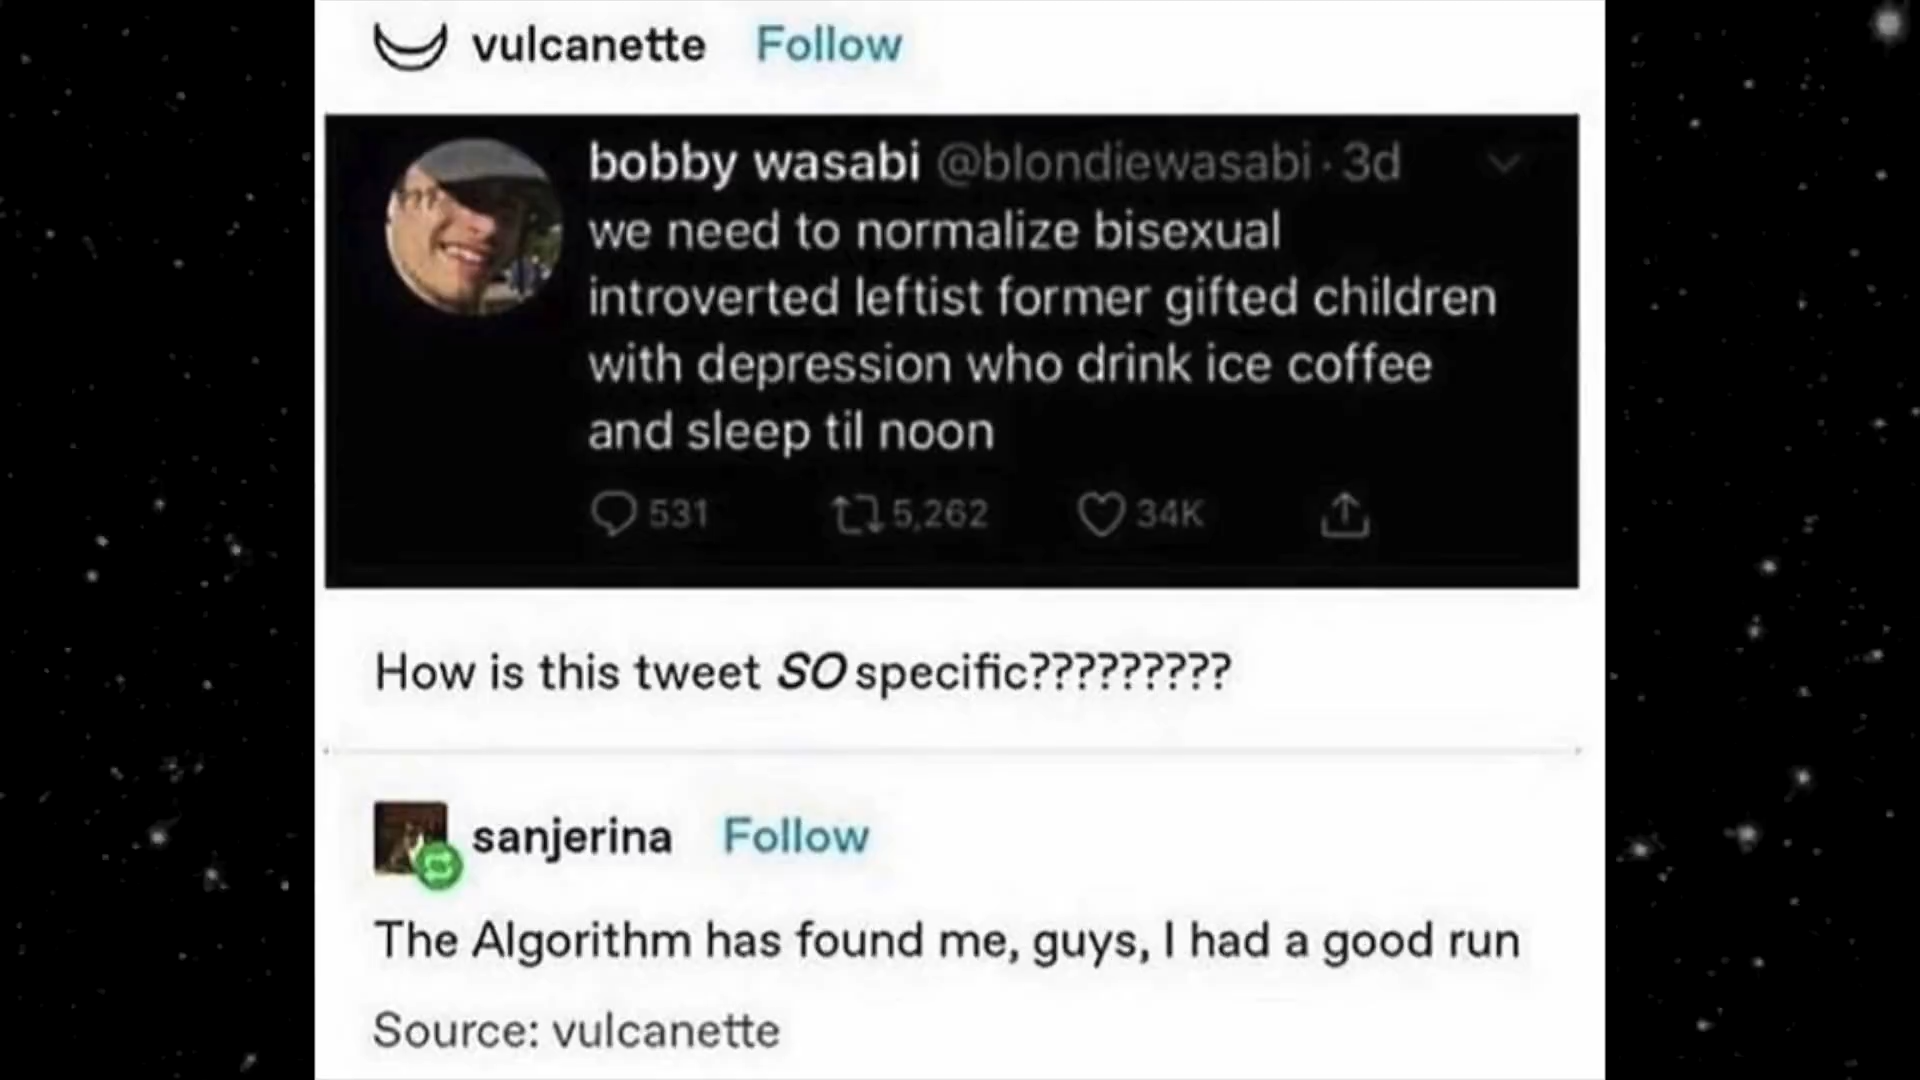 vulcanette Follow
bobby wasabi @blondiewasabi · 3d
we need to normalize bisexual
introverted leftist former gifted children
with depression who drink ice coffee
and sleep til noon
531 5,262 34K
How is this tweet SO specific?????????
sanjerina Follow
The Algorithm has found me, guys, I had a good run
Source: vulcanette